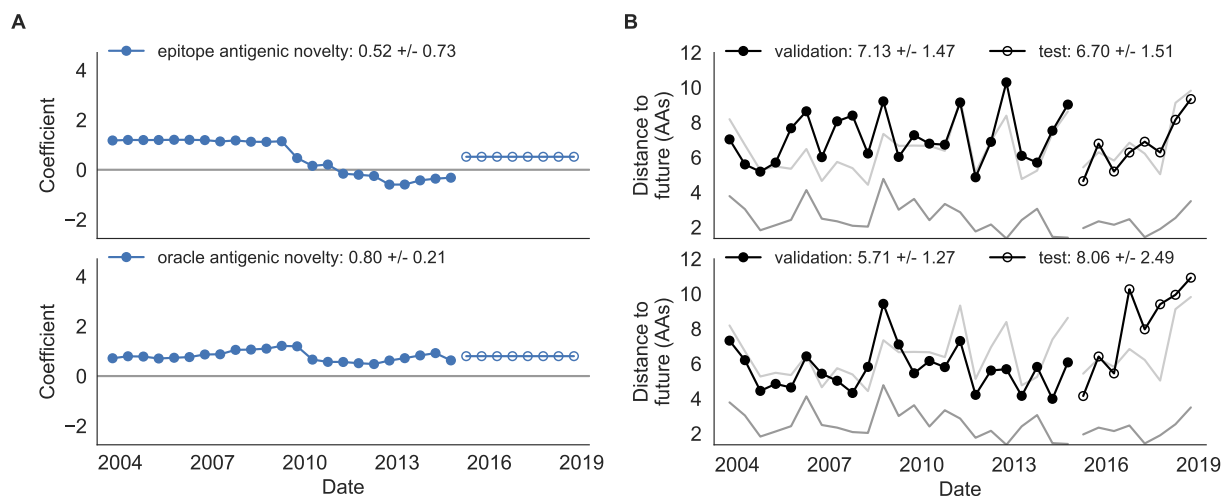 A
epitope antigenic novelty: 0.52 +/- 0.73
Coefficient
4
2
0
−2
oracle antigenic novelty: 0.80 +/- 0.21
Coefficient
4
2
0
−2
2004 2007 2010 2013 2016 2019
Date
B
validation: 7.13 +/- 1.47 test: 6.70 +/- 1.51
Distance to
future (AAs)
12
10
8
6
4
2
validation: 5.71 +/- 1.27 test: 8.06 +/- 2.49
Distance to
future (AAs)
12
10
8
6
4
2
2004 2007 2010 2013 2016 2019
Date